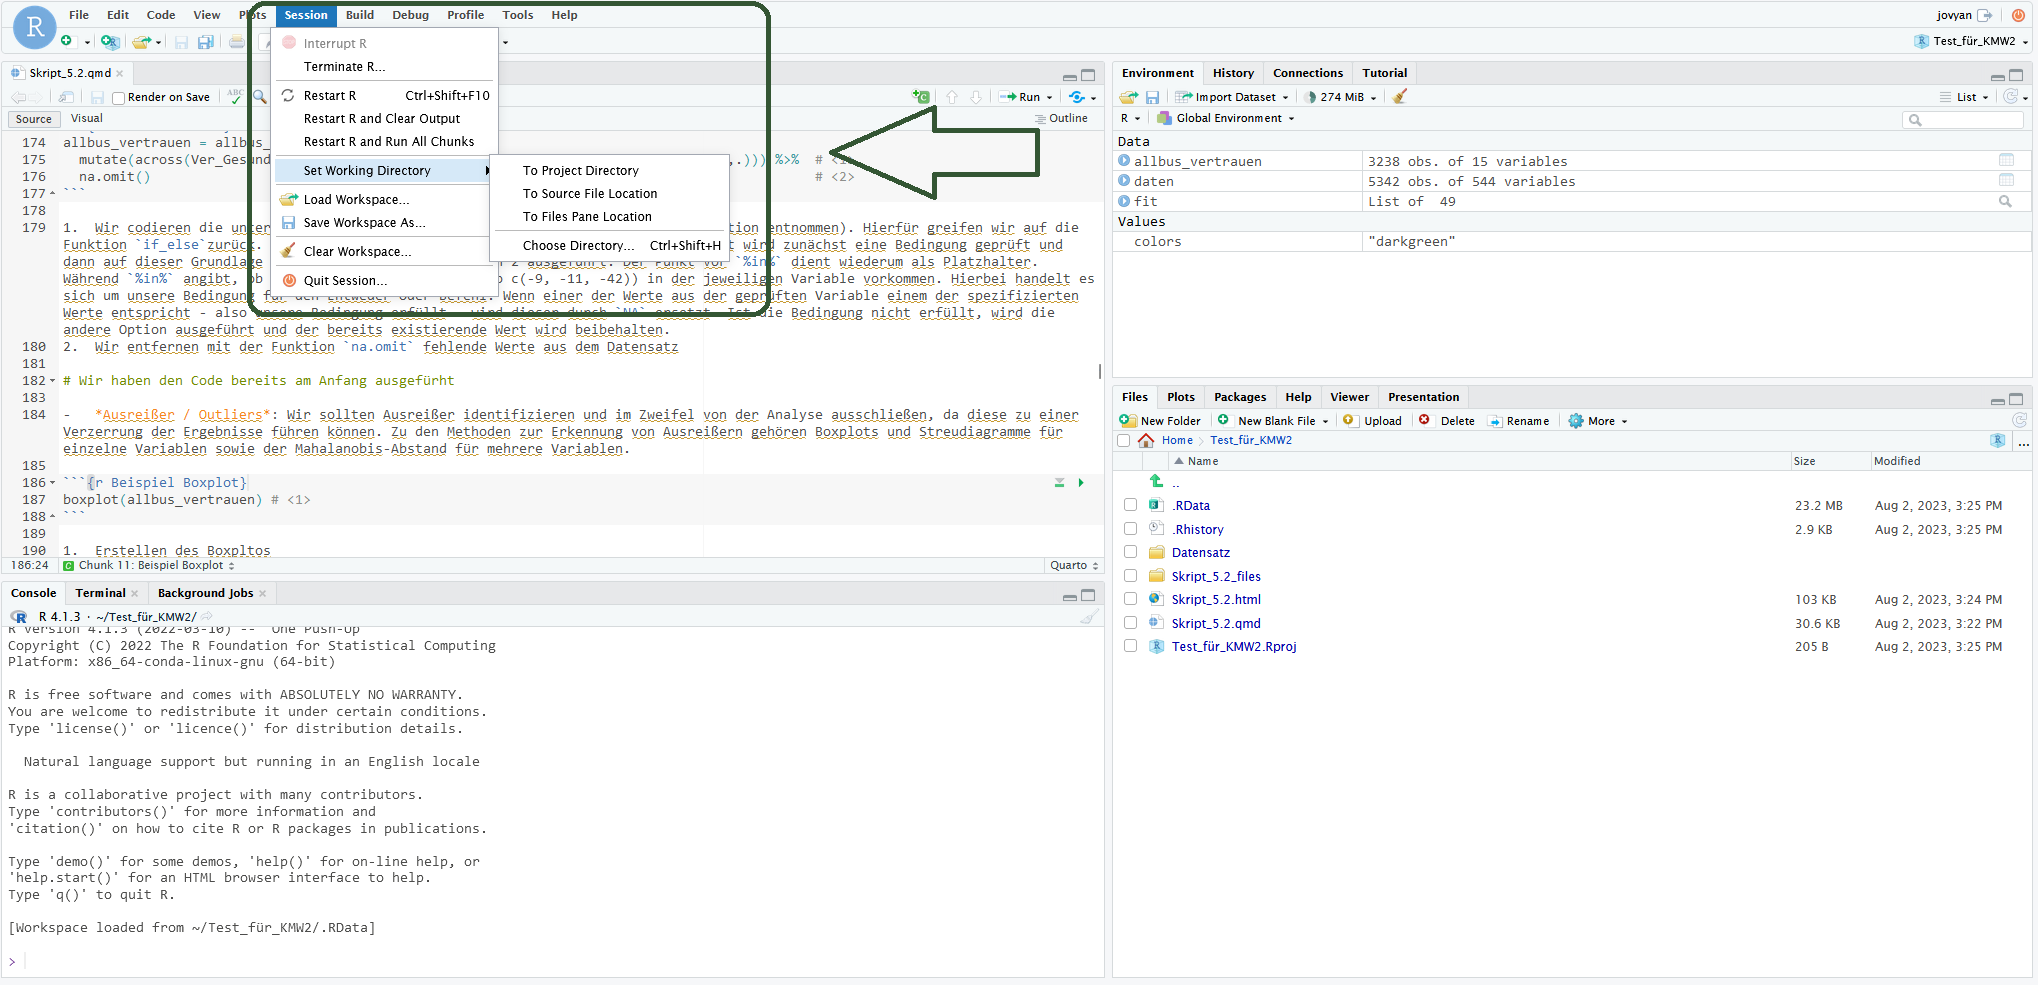 File Edit Code View Plots Session Build Debug Profile Tools Help
jovyan
Test_für_KMW2
Interrupt R
Terminate R...
Restart R Ctrl+Shift+F10
Restart R and Clear Output
Restart R and Run All Chunks
Set Working Directory
Load Workspace...
Save Workspace As...
Clear Workspace...
Quit Session...
To Project Directory
To Source File Location
To Files Pane Location
Choose Directory... Ctrl+Shift+H
Skript_5.2.qmd
Render on Save ABC Run
Source Visual Outline
174 allbus_vertrauen = allbus_
175 mutate(across(Ver_Gesund ,.))) %>% # <1>
176 na.omit() # <2>
177 ```
178
179 1. Wir codieren die unter tion entnommen). Hierfür greifen wir auf die
Funktion `if_else`zurück. t wird zunächst eine Bedingung geprüft und
dann auf dieser Grundlage 2 ausgeführt. Der Punkt vor `%in%` dient wiederum als Platzhalter.
Während `%in%` angibt, ob c(-9, -11, -42)) in der jeweiligen Variable vorkommen. Hierbei handelt es
sich um unsere Bedingung für den Entweder oder Befehl. Wenn einer der Werte aus der geprüften Variable einem der spezifizierten
Werte entspricht - also unsere Bedingung erfüllt - wird dieser durch `NA` ersetzt. Ist die Bedingung nicht erfüllt, wird die
andere Option ausgeführt und der bereits existierende Wert wird beibehalten.
180 2. Wir entfernen mit der Funktion `na.omit` fehlende Werte aus dem Datensatz
181
182 # Wir haben den Code bereits am Anfang ausgefürht
183
184 - *Ausreißer / Outliers*: Wir sollten Ausreißer identifizieren und im Zweifel von der Analyse ausschließen, da diese zu einer
Verzerrung der Ergebnisse führen können. Zu den Methoden zur Erkennung von Ausreißern gehören Boxplots und Streudiagramme für
einzelne Variablen sowie der Mahalanobis-Abstand für mehrere Variablen.
185
186 ```{r Beispiel Boxplot}
187 boxplot(allbus_vertrauen) # <1>
188 ```
189
190 1. Erstellen des Boxpltos
186:24 Chunk 11: Beispiel Boxplot Quarto
Console Terminal Background Jobs
R 4.1.3 · ~/Test_für_KMW2/
R version 4.1.3 (2022-03-10) -- "One Push-Up"
Copyright (C) 2022 The R Foundation for Statistical Computing
Platform: x86_64-conda-linux-gnu (64-bit)
R is free software and comes with ABSOLUTELY NO WARRANTY.
You are welcome to redistribute it under certain conditions.
Type 'license()' or 'licence()' for distribution details.
Natural language support but running in an English locale
R is a collaborative project with many contributors.
Type 'contributors()' for more information and
'citation()' on how to cite R or R packages in publications.
Type 'demo()' for some demos, 'help()' for on-line help, or
'help.start()' for an HTML browser interface to help.
Type 'q()' to quit R.
[Workspace loaded from ~/Test_für_KMW2/.RData]
>
Environment History Connections Tutorial
Import Dataset 274 MiB List
R Global Environment
Data
allbus_vertrauen 3238 obs. of 15 variables
daten 5342 obs. of 544 variables
fit List of 49
Values
colors "darkgreen"
Files Plots Packages Help Viewer Presentation
New Folder New Blank File Upload Delete Rename More
Home Test_für_KMW2 ...
Name Size Modified
..
.RData 23.2 MB Aug 2, 2023, 3:25 PM
.Rhistory 2.9 KB Aug 2, 2023, 3:25 PM
Datensatz
Skript_5.2_files
Skript_5.2.html 103 KB Aug 2, 2023, 3:24 PM
Skript_5.2.qmd 30.6 KB Aug 2, 2023, 3:22 PM
Test_für_KMW2.Rproj 205 B Aug 2, 2023, 3:25 PM